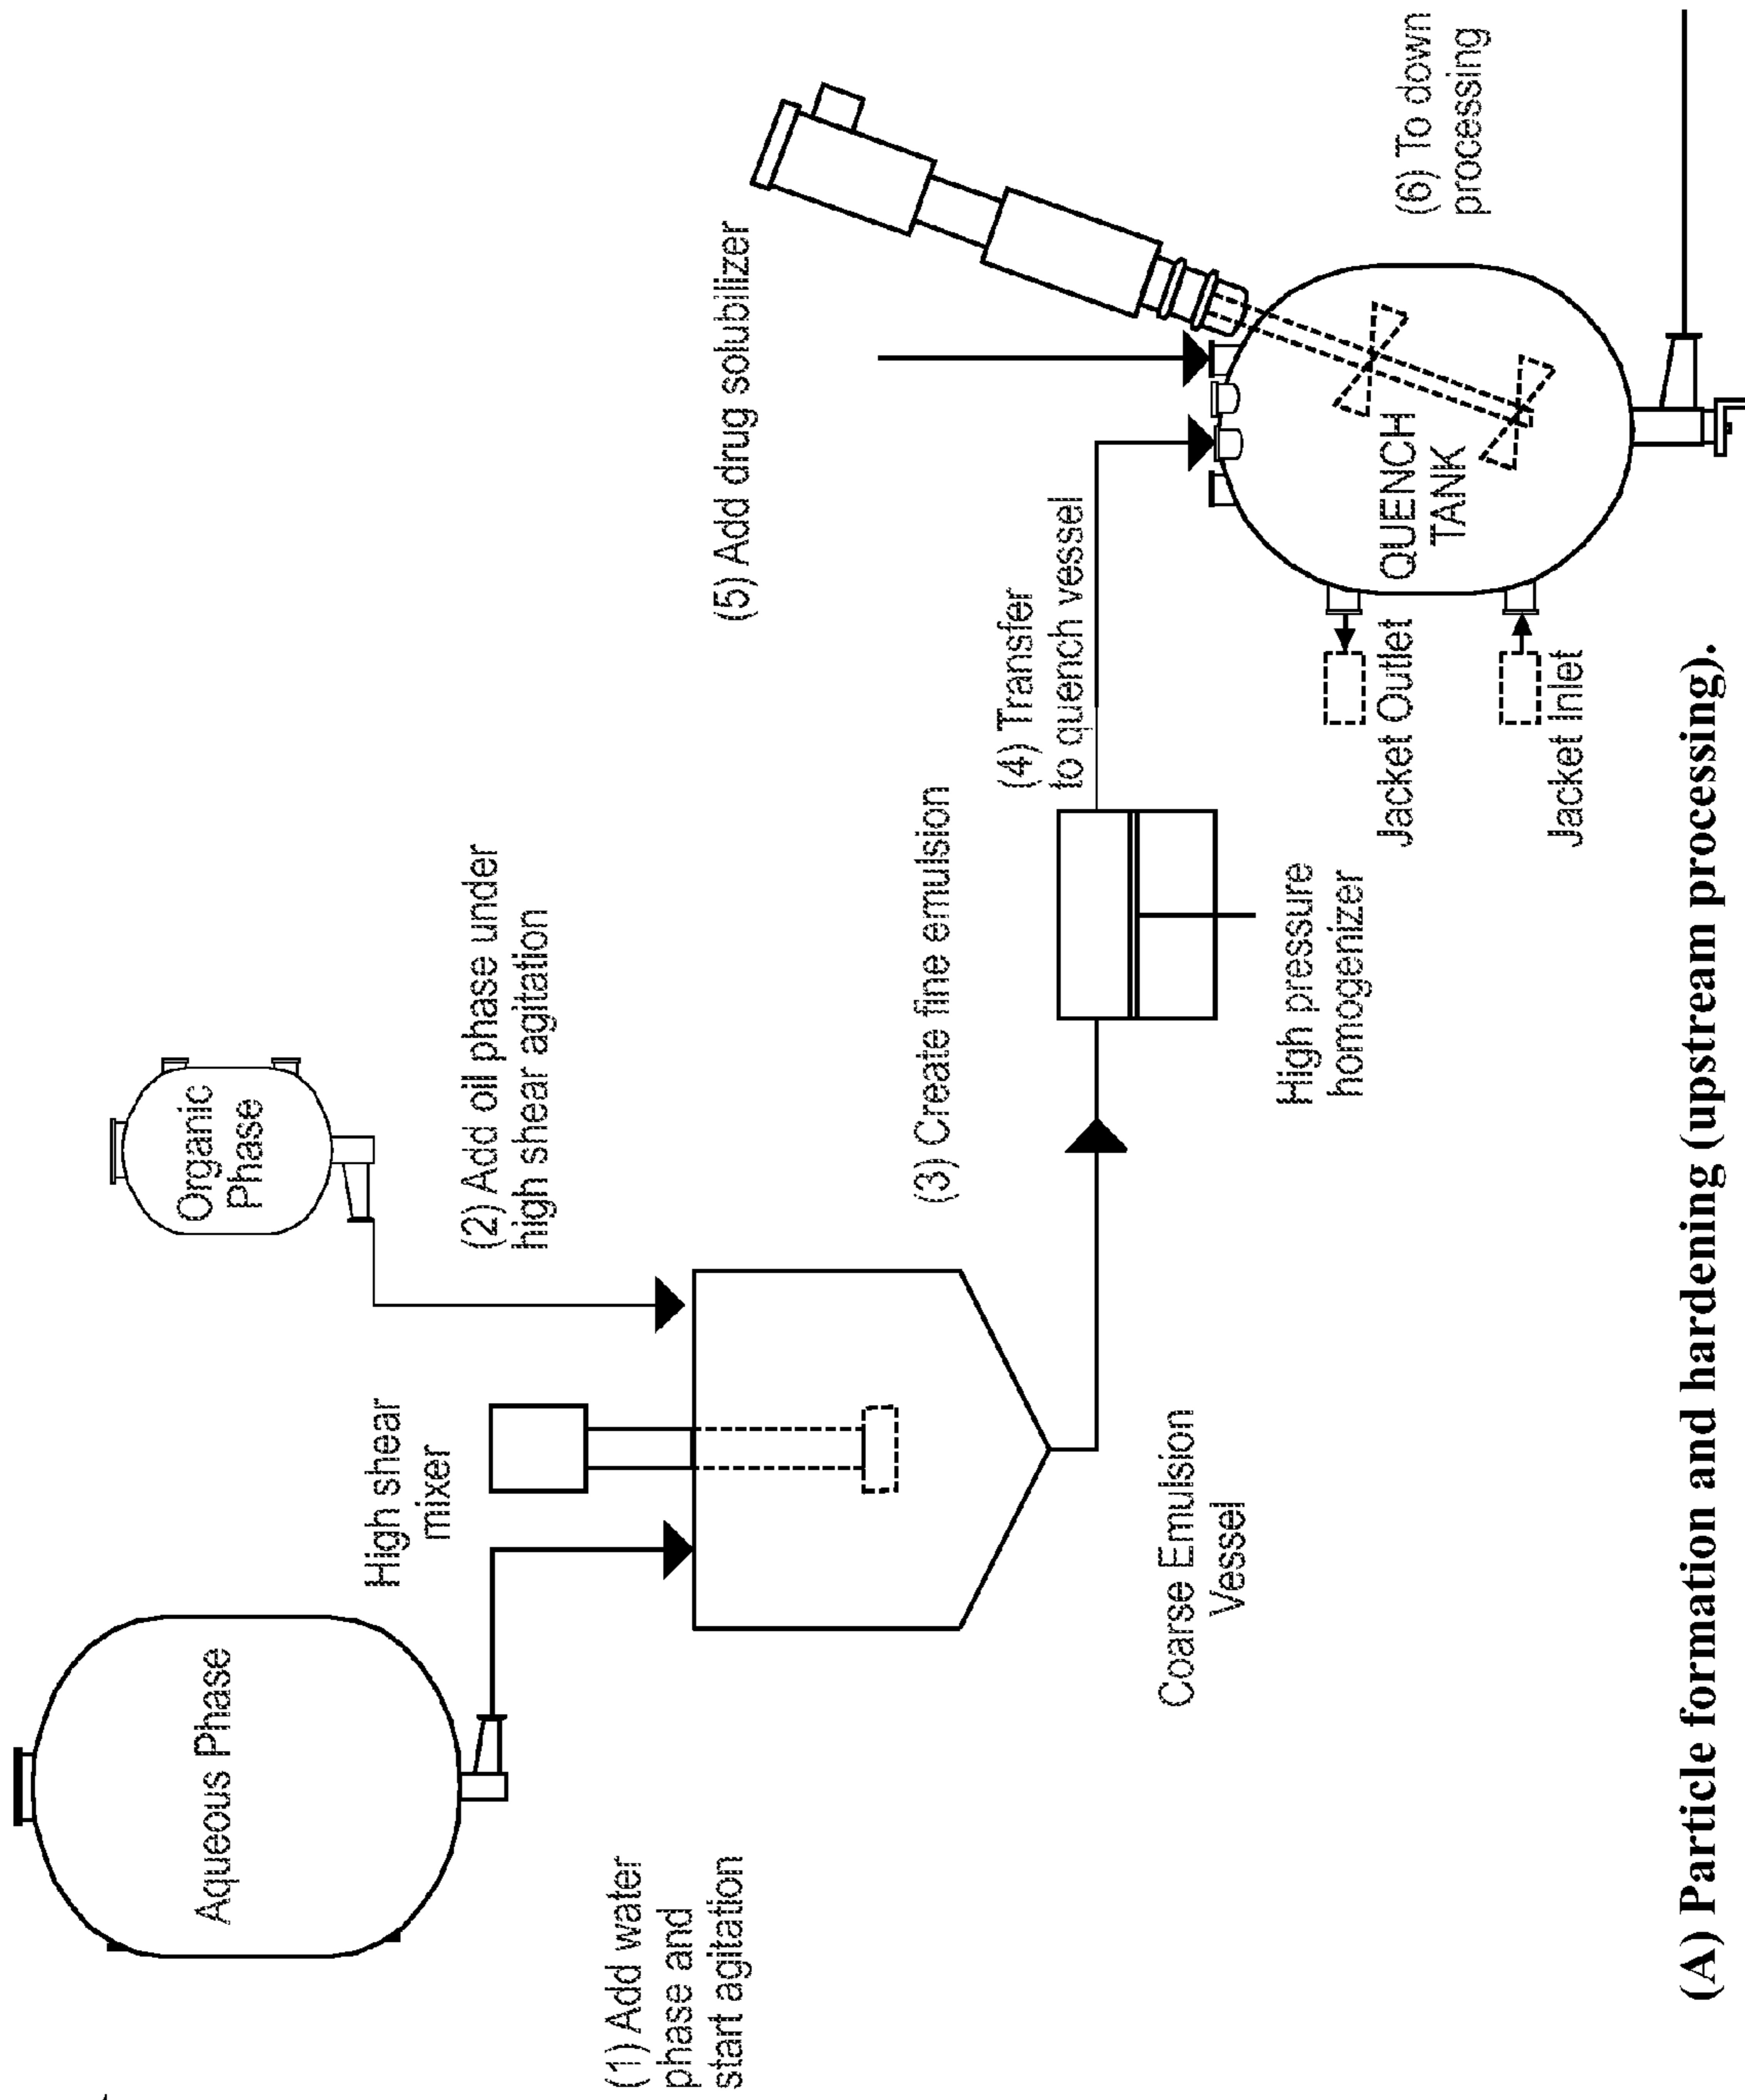 Aqueous Phase
Organic
Phase
High shear
mixer
(1) Add water
phase and
start agitation
(2) Add oil phase under
high shear agitation
Coarse Emulsion
Vessel
(3) Create fine emulsion
High pressure
homogenizer
(4) Transfer
to quench vessel
(5) Add drug solubilizer
QUENCH
TANK
Jacket Outlet
Jacket Inlet
(6) To down
processing
(A) Particle formation and hardening (upstream processing).